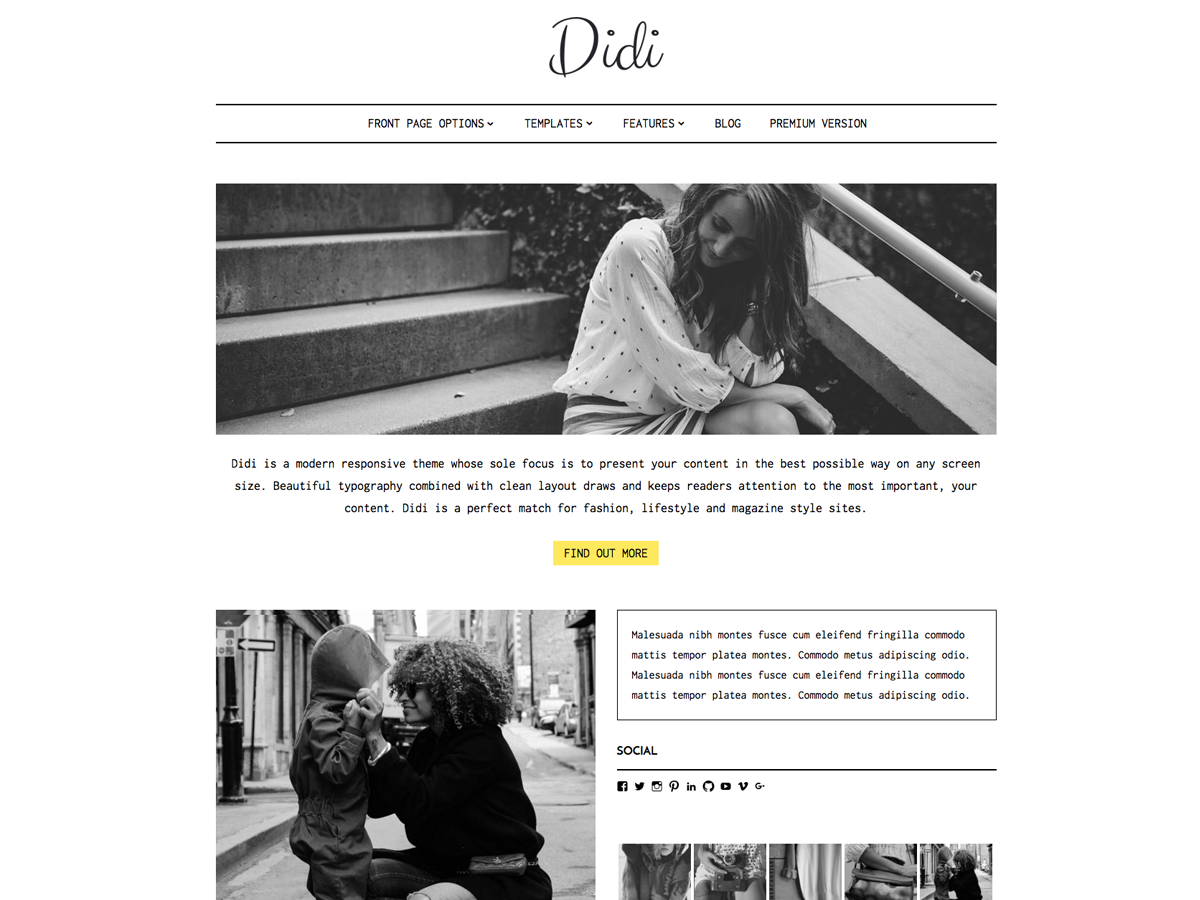 Didi
FRONT PAGE OPTIONS TEMPLATES FEATURES BLOG PREMIUM VERSION
Didi is a modern responsive theme whose sole focus is to present your content in the best possible way on any screen
size. Beautiful typography combined with clean layout draws and keeps readers attention to the most important, your
content. Didi is a perfect match for fashion, lifestyle and magazine style sites.
FIND OUT MORE
Malesuada nibh montes fusce cum eleifend fringilla commodo
mattis tempor platea montes. Commodo metus adipiscing odio.
Malesuada nibh montes fusce cum eleifend fringilla commodo
mattis tempor platea montes. Commodo metus adipiscing odio.
SOCIAL